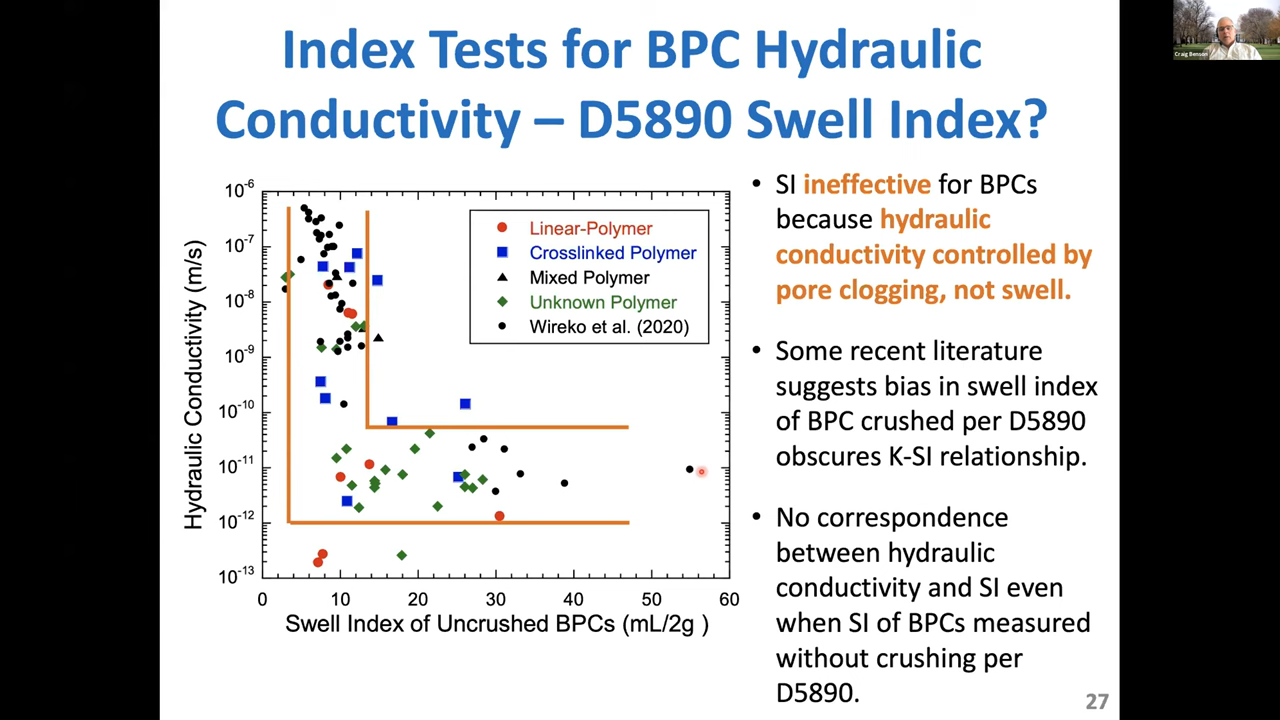 Index Tests for BPC Hydraulic
Conductivity – D5890 Swell Index?
Craig Benson
10-6
10-7
10-8
10-9
10-10
10-11
10-12
10-13
Hydraulic Conductivity (m/s)
Linear-Polymer
Crosslinked Polymer
Mixed Polymer
Unknown Polymer
Wireko et al. (2020)
0 10 20 30 40 50 60
Swell Index of Uncrushed BPCs (mL/2g )
• SI ineffective for BPCs
because hydraulic
conductivity controlled by
pore clogging, not swell.
• Some recent literature
suggests bias in swell index
of BPC crushed per D5890
obscures K-SI relationship.
• No correspondence
between hydraulic
conductivity and SI even
when SI of BPCs measured
without crushing per
D5890.
27